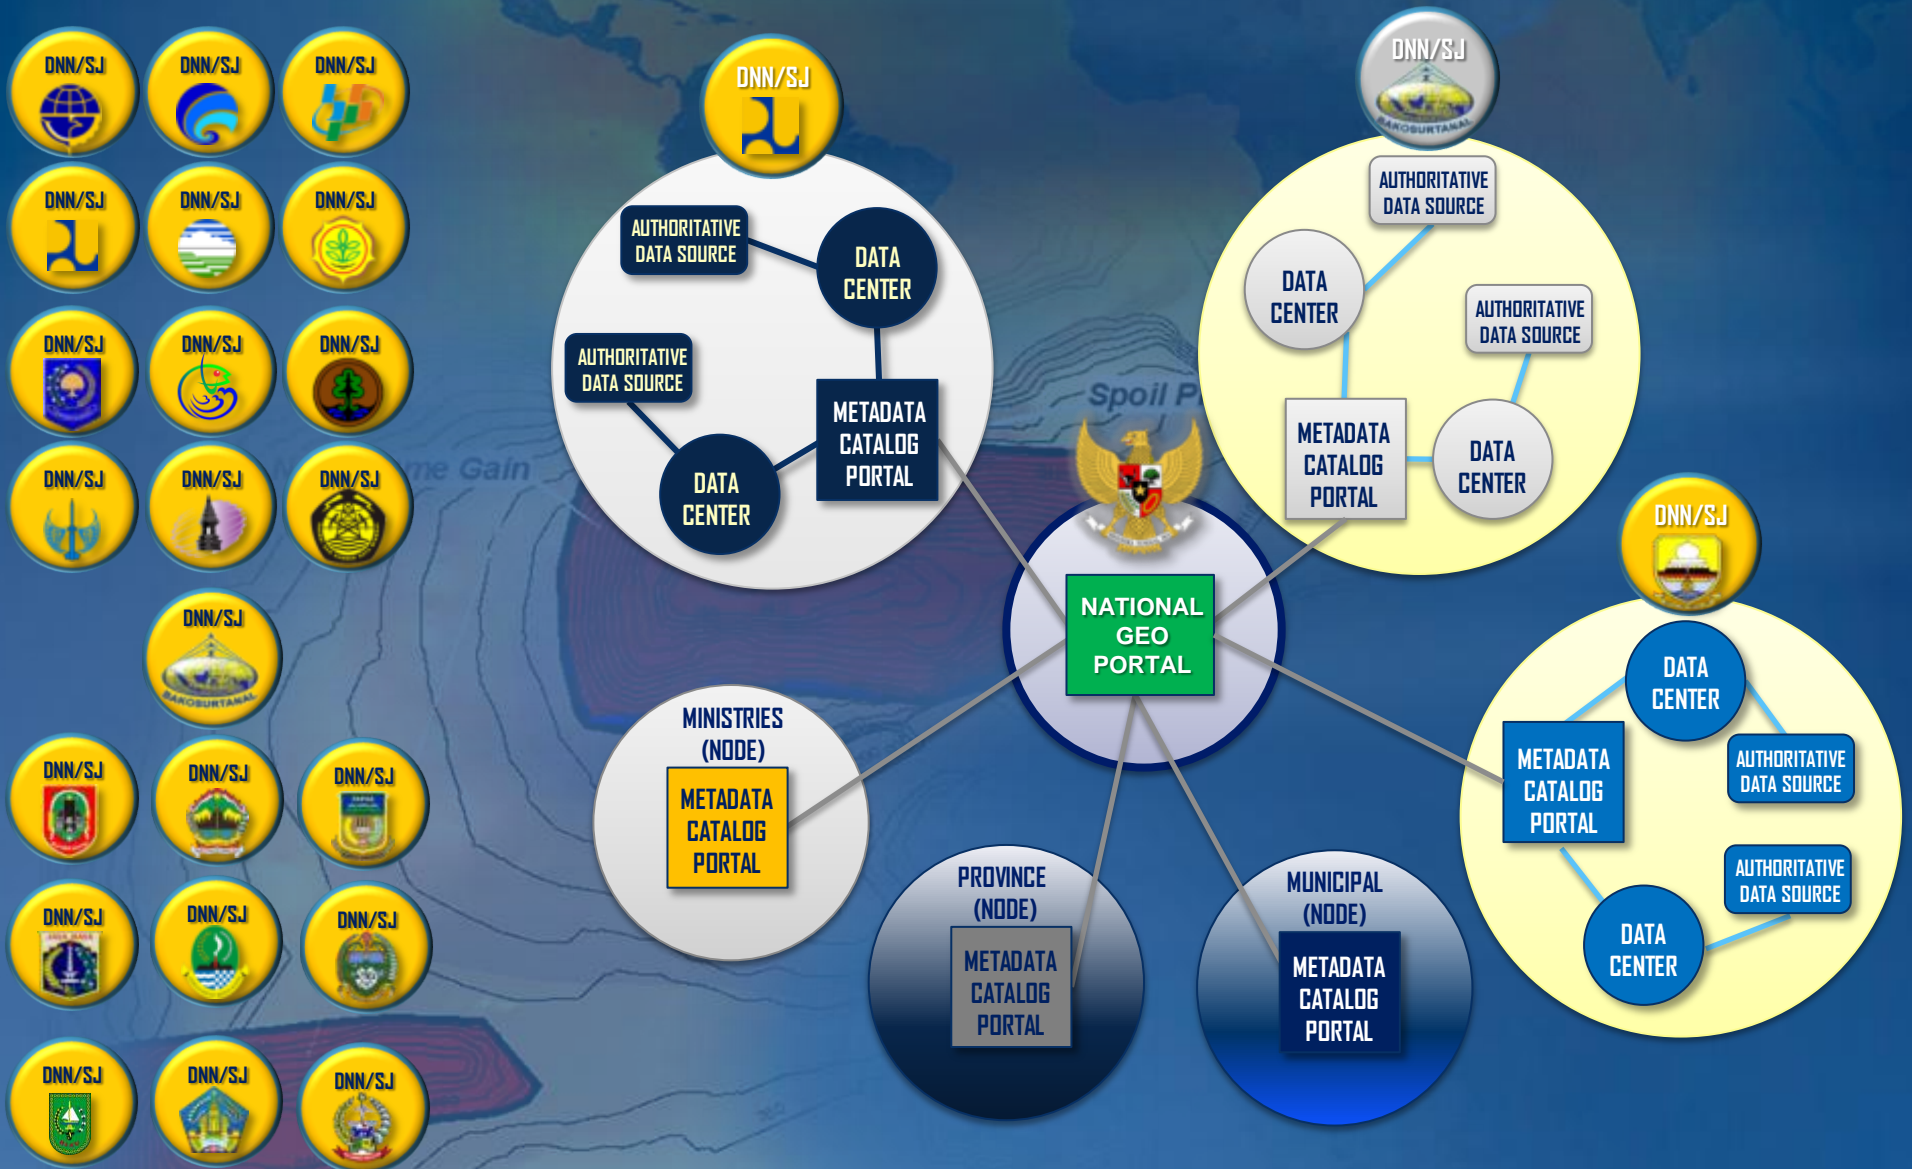 DNN/SJ
DNN/SJ
DNN/SJ
DNN/SJ
DNN/SJ
DNN/SJ
DNN/SJ
DNN/SJ
DNN/SJ
DNN/SJ
DNN/SJ
DNN/SJ
DNN/SJ
BAKOSURTANAL
DNN/SJ
DNN/SJ
DNN/SJ
DNN/SJ
DNN/SJ
DNN/SJ
DNN/SJ
DNN/SJ
DNN/SJ
me Gain
DNN/SJ
AUTHORITATIVE
DATA SOURCE
DATA
CENTER
AUTHORITATIVE
DATA SOURCE
METADATA
CATALOG
PORTAL
DATA
CENTER
DNN/SJ
BAKOSURTANAL
AUTHORITATIVE
DATA SOURCE
DATA
CENTER
AUTHORITATIVE
DATA SOURCE
METADATA
CATALOG
PORTAL
DATA
CENTER
Spoil P
NATIONAL
GEO
PORTAL
DNN/SJ
DATA
CENTER
METADATA
CATALOG
PORTAL
AUTHORITATIVE
DATA SOURCE
AUTHORITATIVE
DATA SOURCE
DATA
CENTER
MINISTRIES
(NODE)
METADATA
CATALOG
PORTAL
PROVINCE
(NODE)
METADATA
CATALOG
PORTAL
MUNICIPAL
(NODE)
METADATA
CATALOG
PORTAL